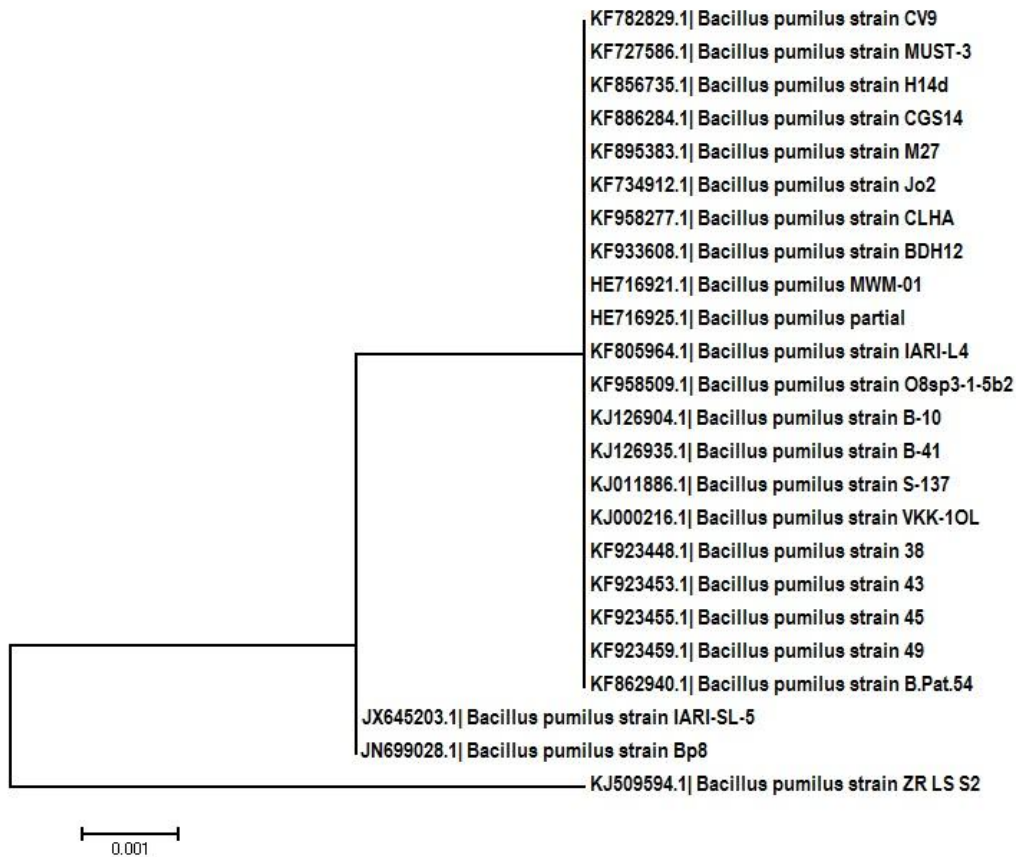 KF782829.1| Bacillus pumilus strain CV9
KF727586.1| Bacillus pumilus strain MUST-3
KF856735.1| Bacillus pumilus strain H14d
KF886284.1| Bacillus pumilus strain CGS14
KF895383.1| Bacillus pumilus strain M27
KF734912.1| Bacillus pumilus strain Jo2
KF958277.1| Bacillus pumilus strain CLHA
KF933608.1| Bacillus pumilus strain BDH12
HE716921.1| Bacillus pumilus MWM-01
HE716925.1| Bacillus pumilus partial
KF805964.1| Bacillus pumilus strain IARI-L4
KF958509.1| Bacillus pumilus strain O8sp3-1-5b2
KJ126904.1| Bacillus pumilus strain B-10
KJ126935.1| Bacillus pumilus strain B-41
KJ011886.1| Bacillus pumilus strain S-137
KJ000216.1| Bacillus pumilus strain VKK-1OL
KF923448.1| Bacillus pumilus strain 38
KF923453.1| Bacillus pumilus strain 43
KF923455.1| Bacillus pumilus strain 45
KF923459.1| Bacillus pumilus strain 49
KF862940.1| Bacillus pumilus strain B.Pat.54
JX645203.1| Bacillus pumilus strain IARI-SL-5
JN699028.1| Bacillus pumilus strain Bp8
KJ509594.1| Bacillus pumilus strain ZR LS S2
0.001